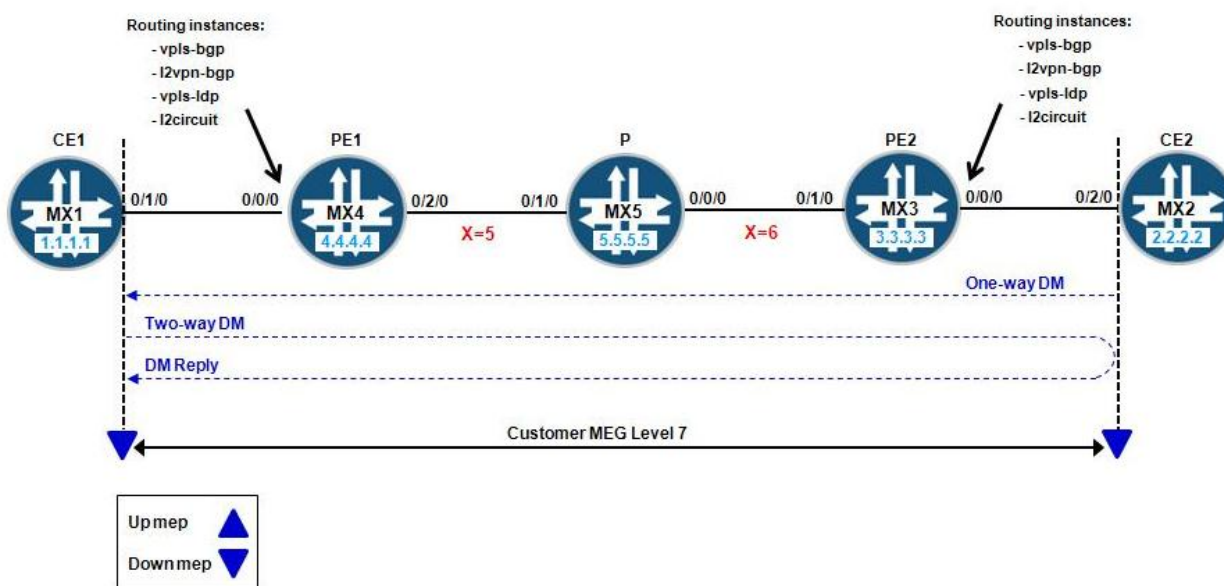 Routing instances:
- vpls-bgp
- l2vpn-bgp
- vpls-ldp
- l2circuit
Routing instances:
- vpls-bgp
- l2vpn-bgp
- vpls-ldp
- l2circuit
CE1
PE1
P
PE2
CE2
MX1
1.1.1.1
0/1/0
0/0/0
MX4
4.4.4.4
0/2/0
X=5
0/1/0
MX5
5.5.5.5
0/0/0
X=6
0/1/0
MX3
3.3.3.3
0/0/0
0/2/0
MX2
2.2.2.2
One-way DM
Two-way DM
DM Reply
Customer MEG Level 7
Up mep
Down mep